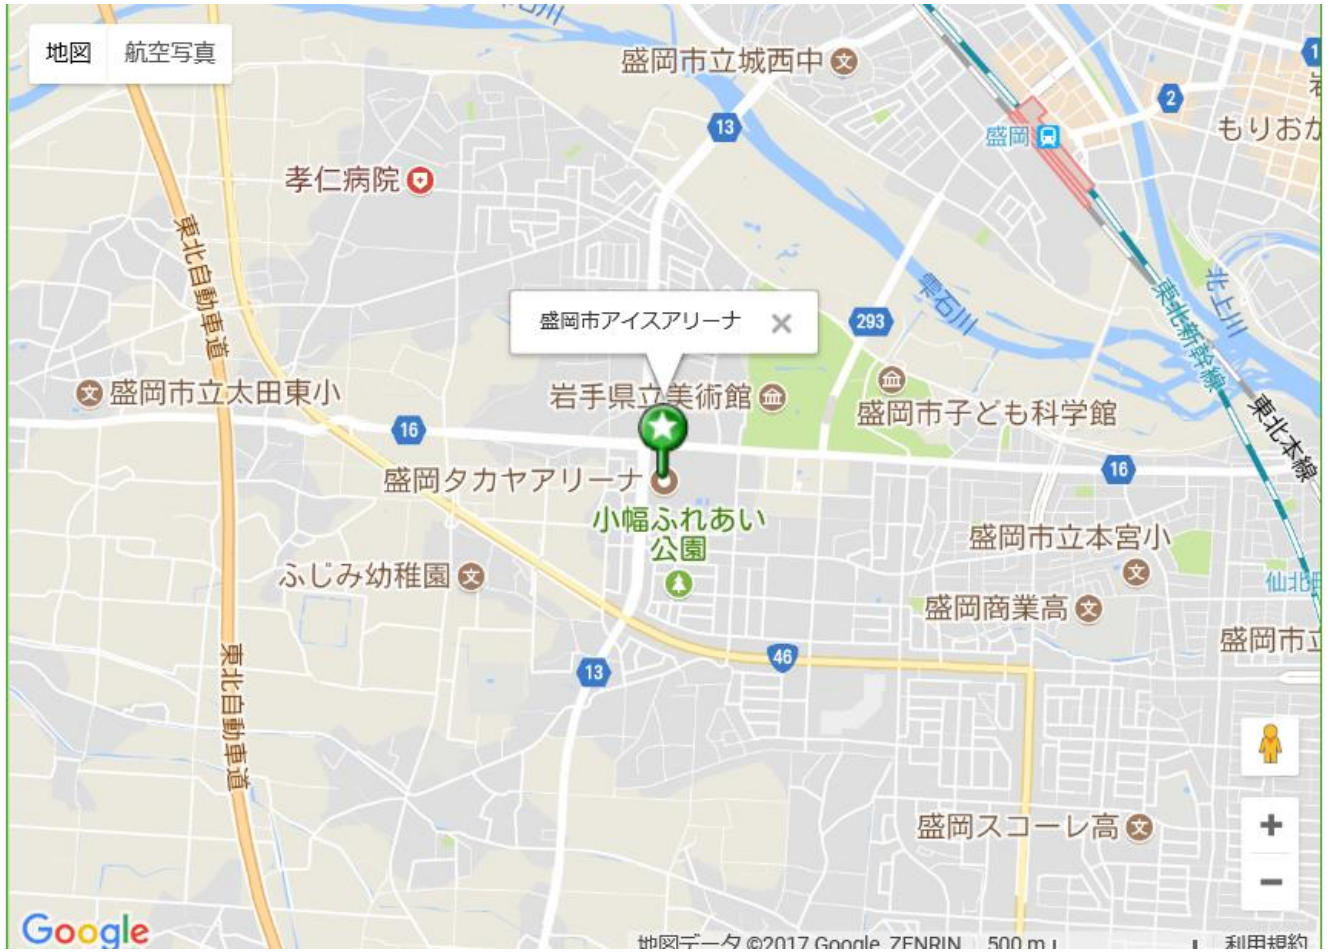 地図 航空写真
盛岡市立城西中
13
2
盛岡
もりおか
孝仁病院
東北自動車道
雫石川
北上川
東北新幹線
盛岡市アイスアリーナ
293
盛岡市立太田東小
岩手県立美術館
盛岡市子ども科学館
東北本線
16
16
盛岡タカヤアリーナ
小幅ふれあい
公園
盛岡市立本宮小
ふじみ幼稚園
盛岡商業高
46
13
東北自動車道
盛岡スコーレ高
Google
地図データ ©2017 Google, ZENRIN 500 m 利用規約